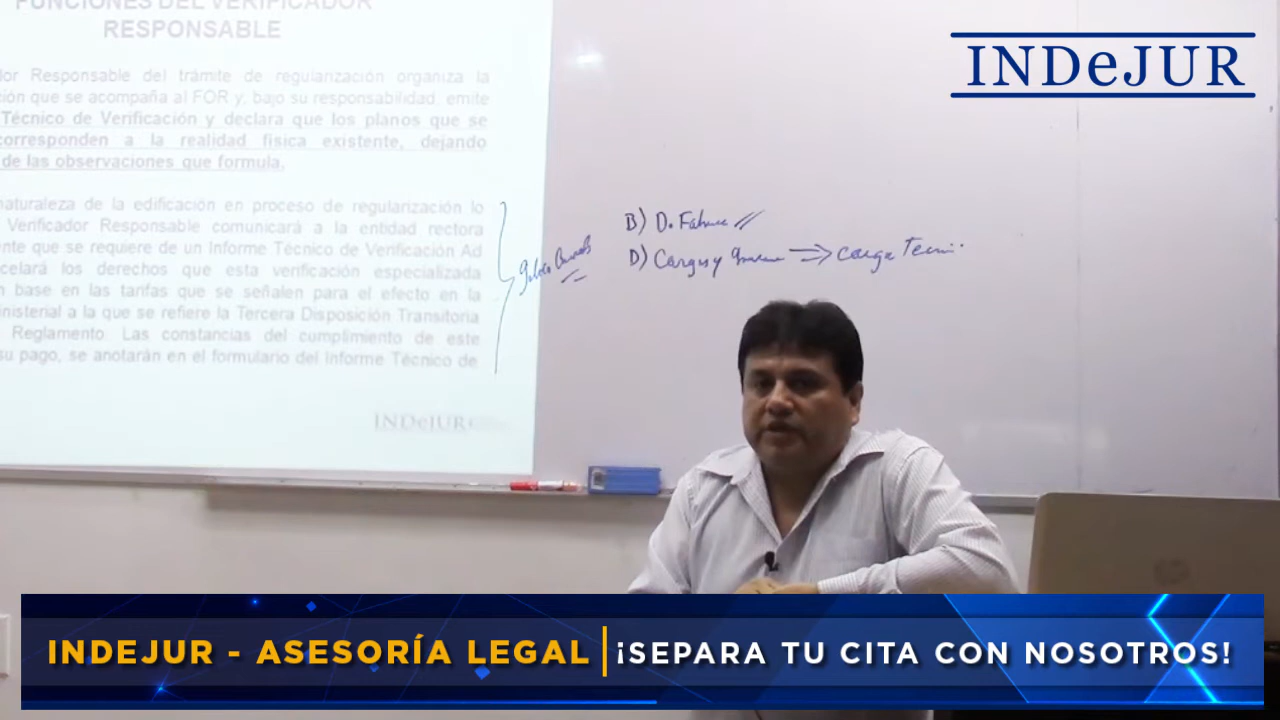 FUNCIONES DEL VERIFICADOR
RESPONSABLE
INDeJUR
Responsable del trámite de regularización organiza la
que se acompaña al FOR y, bajo su responsabilidad, emite
Técnico de Verificación y declara que los planos que se
corresponden a la realidad física existente, dejando
de las observaciones que formula.
naturaleza de la edificación en proceso de regularización lo
Verificador Responsable comunicará a la entidad rectora
que se requiere de un Informe Técnico de Verificación Ad
los derechos que esta verificación especializada
base en las tarifas que se señalen para el efecto en la
a la que se refiere la Tercera Disposición Transitoria
Reglamento. Las constancias del cumplimiento de este
su pago, se anotarán en el formulario del Informe Técnico de
INDeJUR
B) D.
D) Cargas y => carga
INDEJUR - ASESORÍA LEGAL | ¡SEPARA TU CITA CON NOSOTROS!